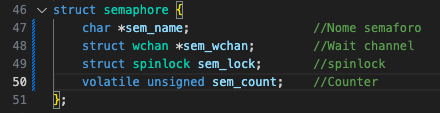 46 struct semaphore {
47 char *sem_name; //Nome semaforo
48 struct wchan *sem_wchan; //Wait channel
49 struct spinlock sem_lock; //spinlock
50 volatile unsigned sem_count; //Counter
51 };